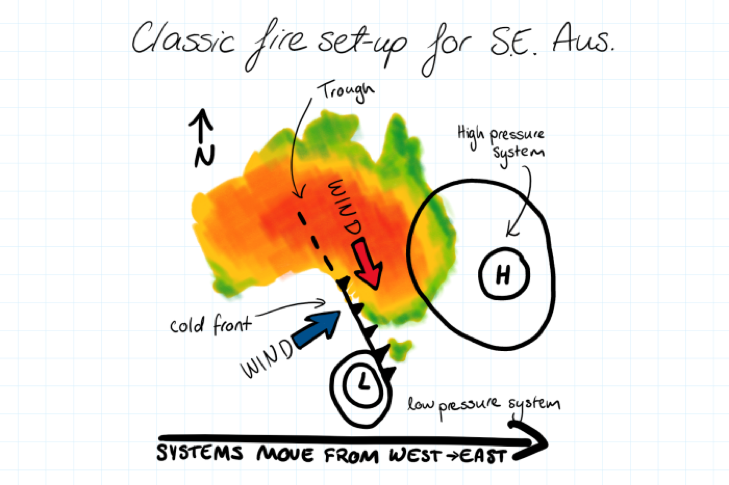 Classic fire set-up for S.E. Aus.
Trough
N
High pressure
system
WIND
H
cold front
WIND
L
low pressure system
SYSTEMS MOVE FROM WEST → EAST